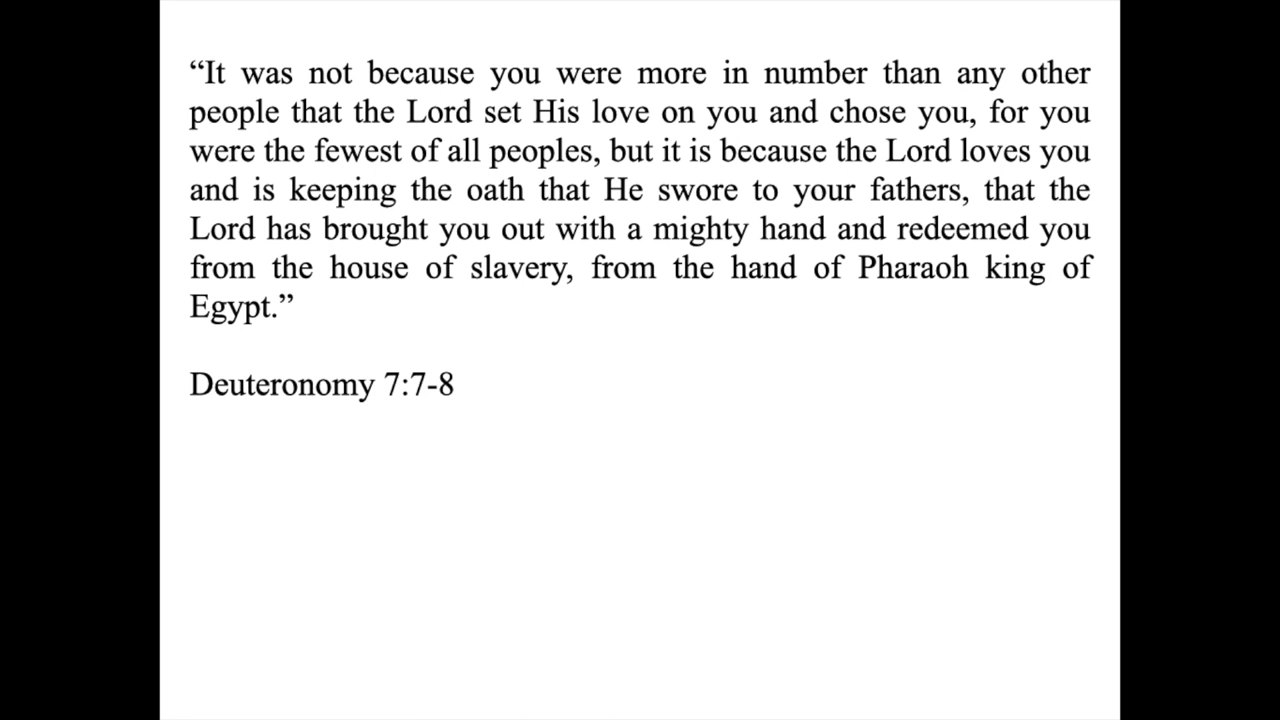 “It was not because you were more in number than any other
people that the Lord set His love on you and chose you, for you
were the fewest of all peoples, but it is because the Lord loves you
and is keeping the oath that He swore to your fathers, that the
Lord has brought you out with a mighty hand and redeemed you
from the house of slavery, from the hand of Pharaoh king of
Egypt.”
Deuteronomy 7:7-8